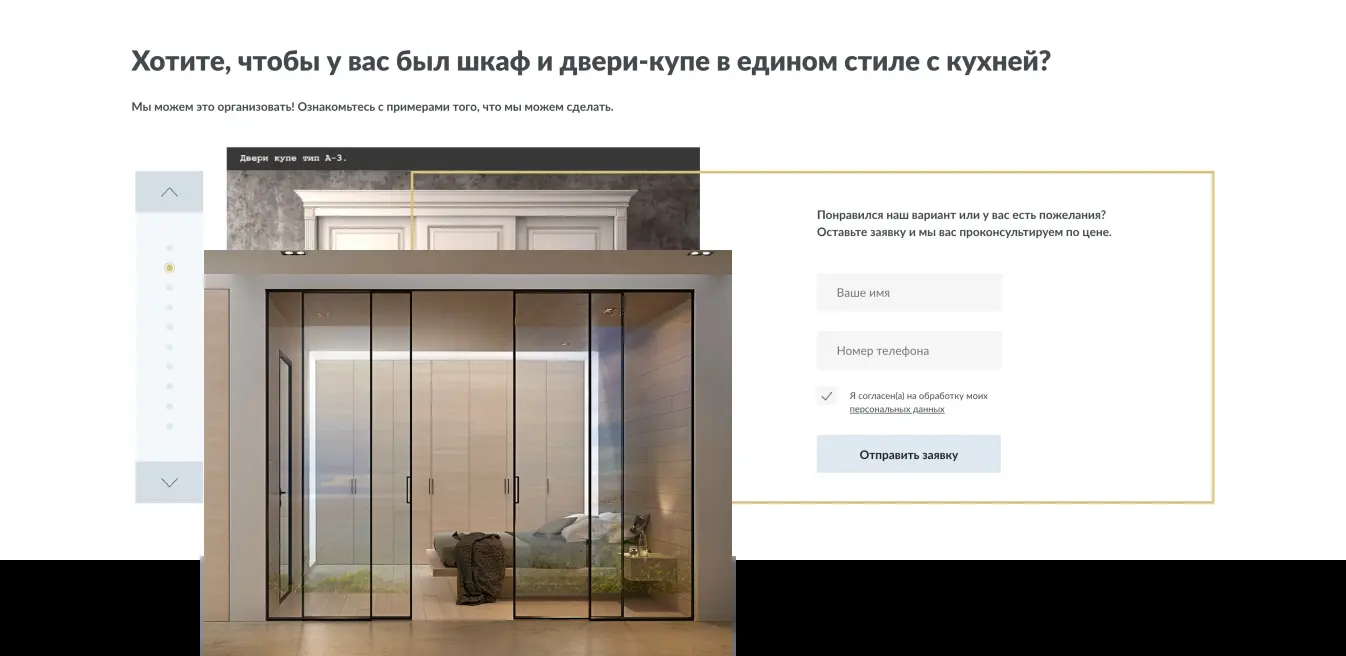 Хотите, чтобы у вас был шкаф и двери-купе в едином стиле с кухней?
Мы можем это организовать! Ознакомьтесь с примерами того, что мы можем сделать.
Двери купе тип А-3.
Понравился наш вариант или у вас есть пожелания?
Оставьте заявку и мы вас проконсультируем по цене.
Ваше имя
Номер телефона
Я согласен(а) на обработку моих
персональных данных
Отправить заявку